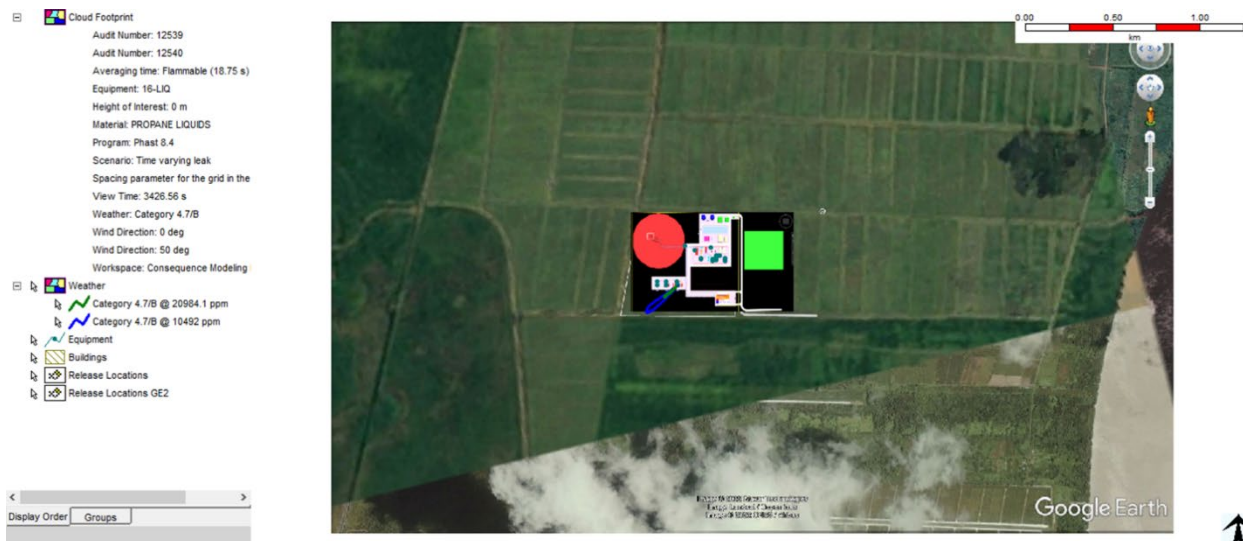 Cloud Footprint
Audit Number: 12539
Audit Number: 12540
Averaging time: Flammable (18.75 s)
Equipment: 16-LIQ
Height of Interest: 0 m
Material: PROPANE LIQUIDS
Program: Phast 8.4
Scenario: Time varying leak
Spacing parameter for the grid in the
View Time: 3426.56 s
Weather: Category 4.7/B
Wind Direction: 0 deg
Wind Direction: 50 deg
Workspace: Consequence Modeling
Weather
Category 4.7/B @ 20984.1 ppm
Category 4.7/B @ 10492 ppm
Equipment
Buildings
Release Locations
Release Locations GE2
Display Order Groups
0.00 0.50 1.00
km
Google Earth